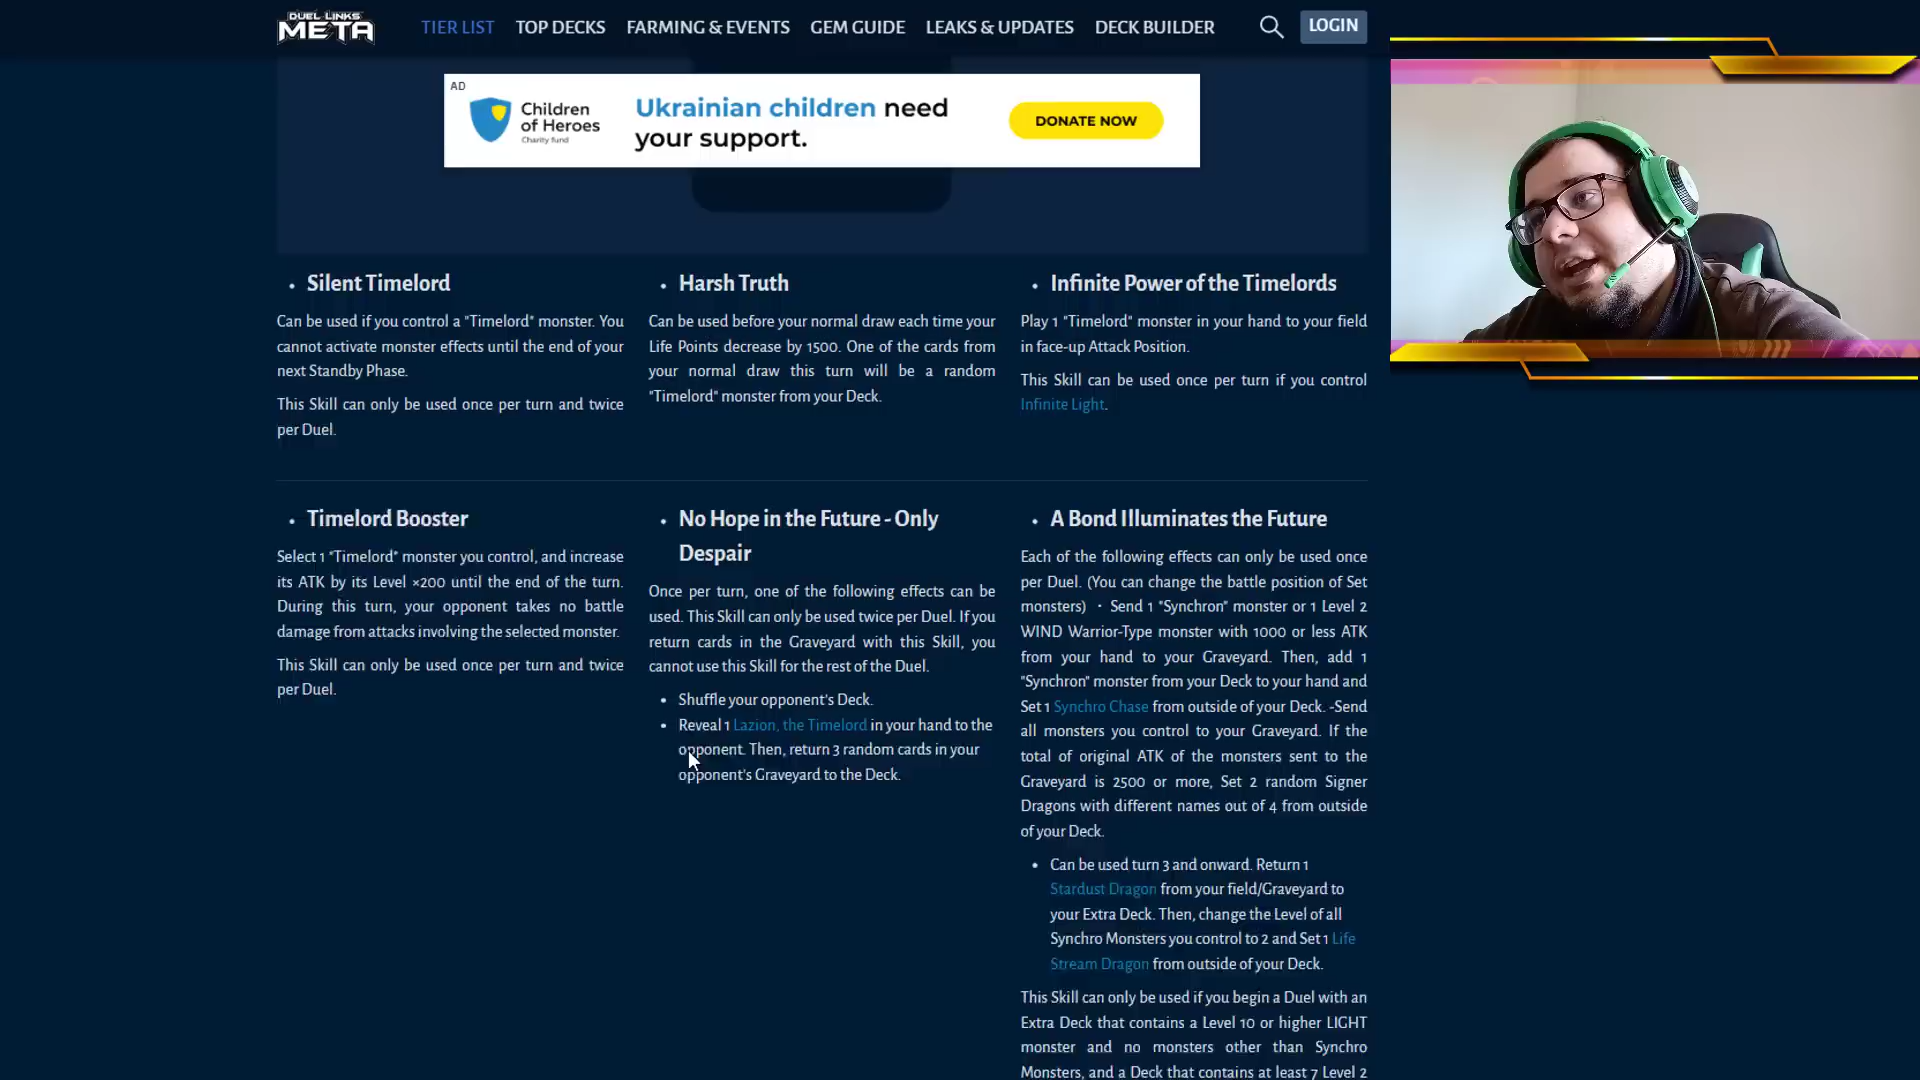 DUEL LINKS
META
TIER LIST
TOP DECKS
FARMING & EVENTS
GEM GUIDE
LEAKS & UPDATES
DECK BUILDER
LOGIN
AD
Children
of Heroes
Charity fund
Ukrainian children need
your support.
DONATE NOW
• Silent Timelord
Can be used if you control a "Timelord" monster. You
cannot activate monster effects until the end of your
next Standby Phase.
This Skill can only be used once per turn and twice
per Duel.
• Harsh Truth
Can be used before your normal draw each time your
Life Points decrease by 1500. One of the cards from
your normal draw this turn will be a random
"Timelord" monster from your Deck.
• Infinite Power of the Timelords
Play 1 "Timelord" monster in your hand to your field
in face-up Attack Position.
This Skill can be used once per turn if you control
Infinite Light.
• Timelord Booster
Select 1 "Timelord" monster you control, and increase
its ATK by its Level ×200 until the end of the turn.
During this turn, your opponent takes no battle
damage from attacks involving the selected monster.
This Skill can only be used once per turn and twice
per Duel.
• No Hope in the Future - Only
Despair
Once per turn, one of the following effects can be
used. This Skill can only be used twice per Duel. If you
return cards in the Graveyard with this Skill, you
cannot use this Skill for the rest of the Duel.
• Shuffle your opponent's Deck.
• Reveal 1 Lazion, the Timelord in your hand to the
opponent. Then, return 3 random cards in your
opponent's Graveyard to the Deck.
• A Bond Illuminates the Future
Each of the following effects can only be used once
per Duel. (You can change the battle position of Set
monsters) ・ Send 1 "Synchron" monster or 1 Level 2
WIND Warrior-Type monster with 1000 or less ATK
from your hand to your Graveyard. Then, add 1
"Synchron" monster from your Deck to your hand and
Set 1 Synchro Chase from outside of your Deck. -Send
all monsters you control to your Graveyard. If the
total of original ATK of the monsters sent to the
Graveyard is 2500 or more, Set 2 random Signer
Dragons with different names out of 4 from outside
of your Deck.
• Can be used turn 3 and onward. Return 1
Stardust Dragon from your field/Graveyard to
your Extra Deck. Then, change the Level of all
Synchro Monsters you control to 2 and Set 1 Life
Stream Dragon from outside of your Deck.
This Skill can only be used if you begin a Duel with an
Extra Deck that contains a Level 10 or higher LIGHT
monster and no monsters other than Synchro
Monsters, and a Deck that contains at least 7 Level 2